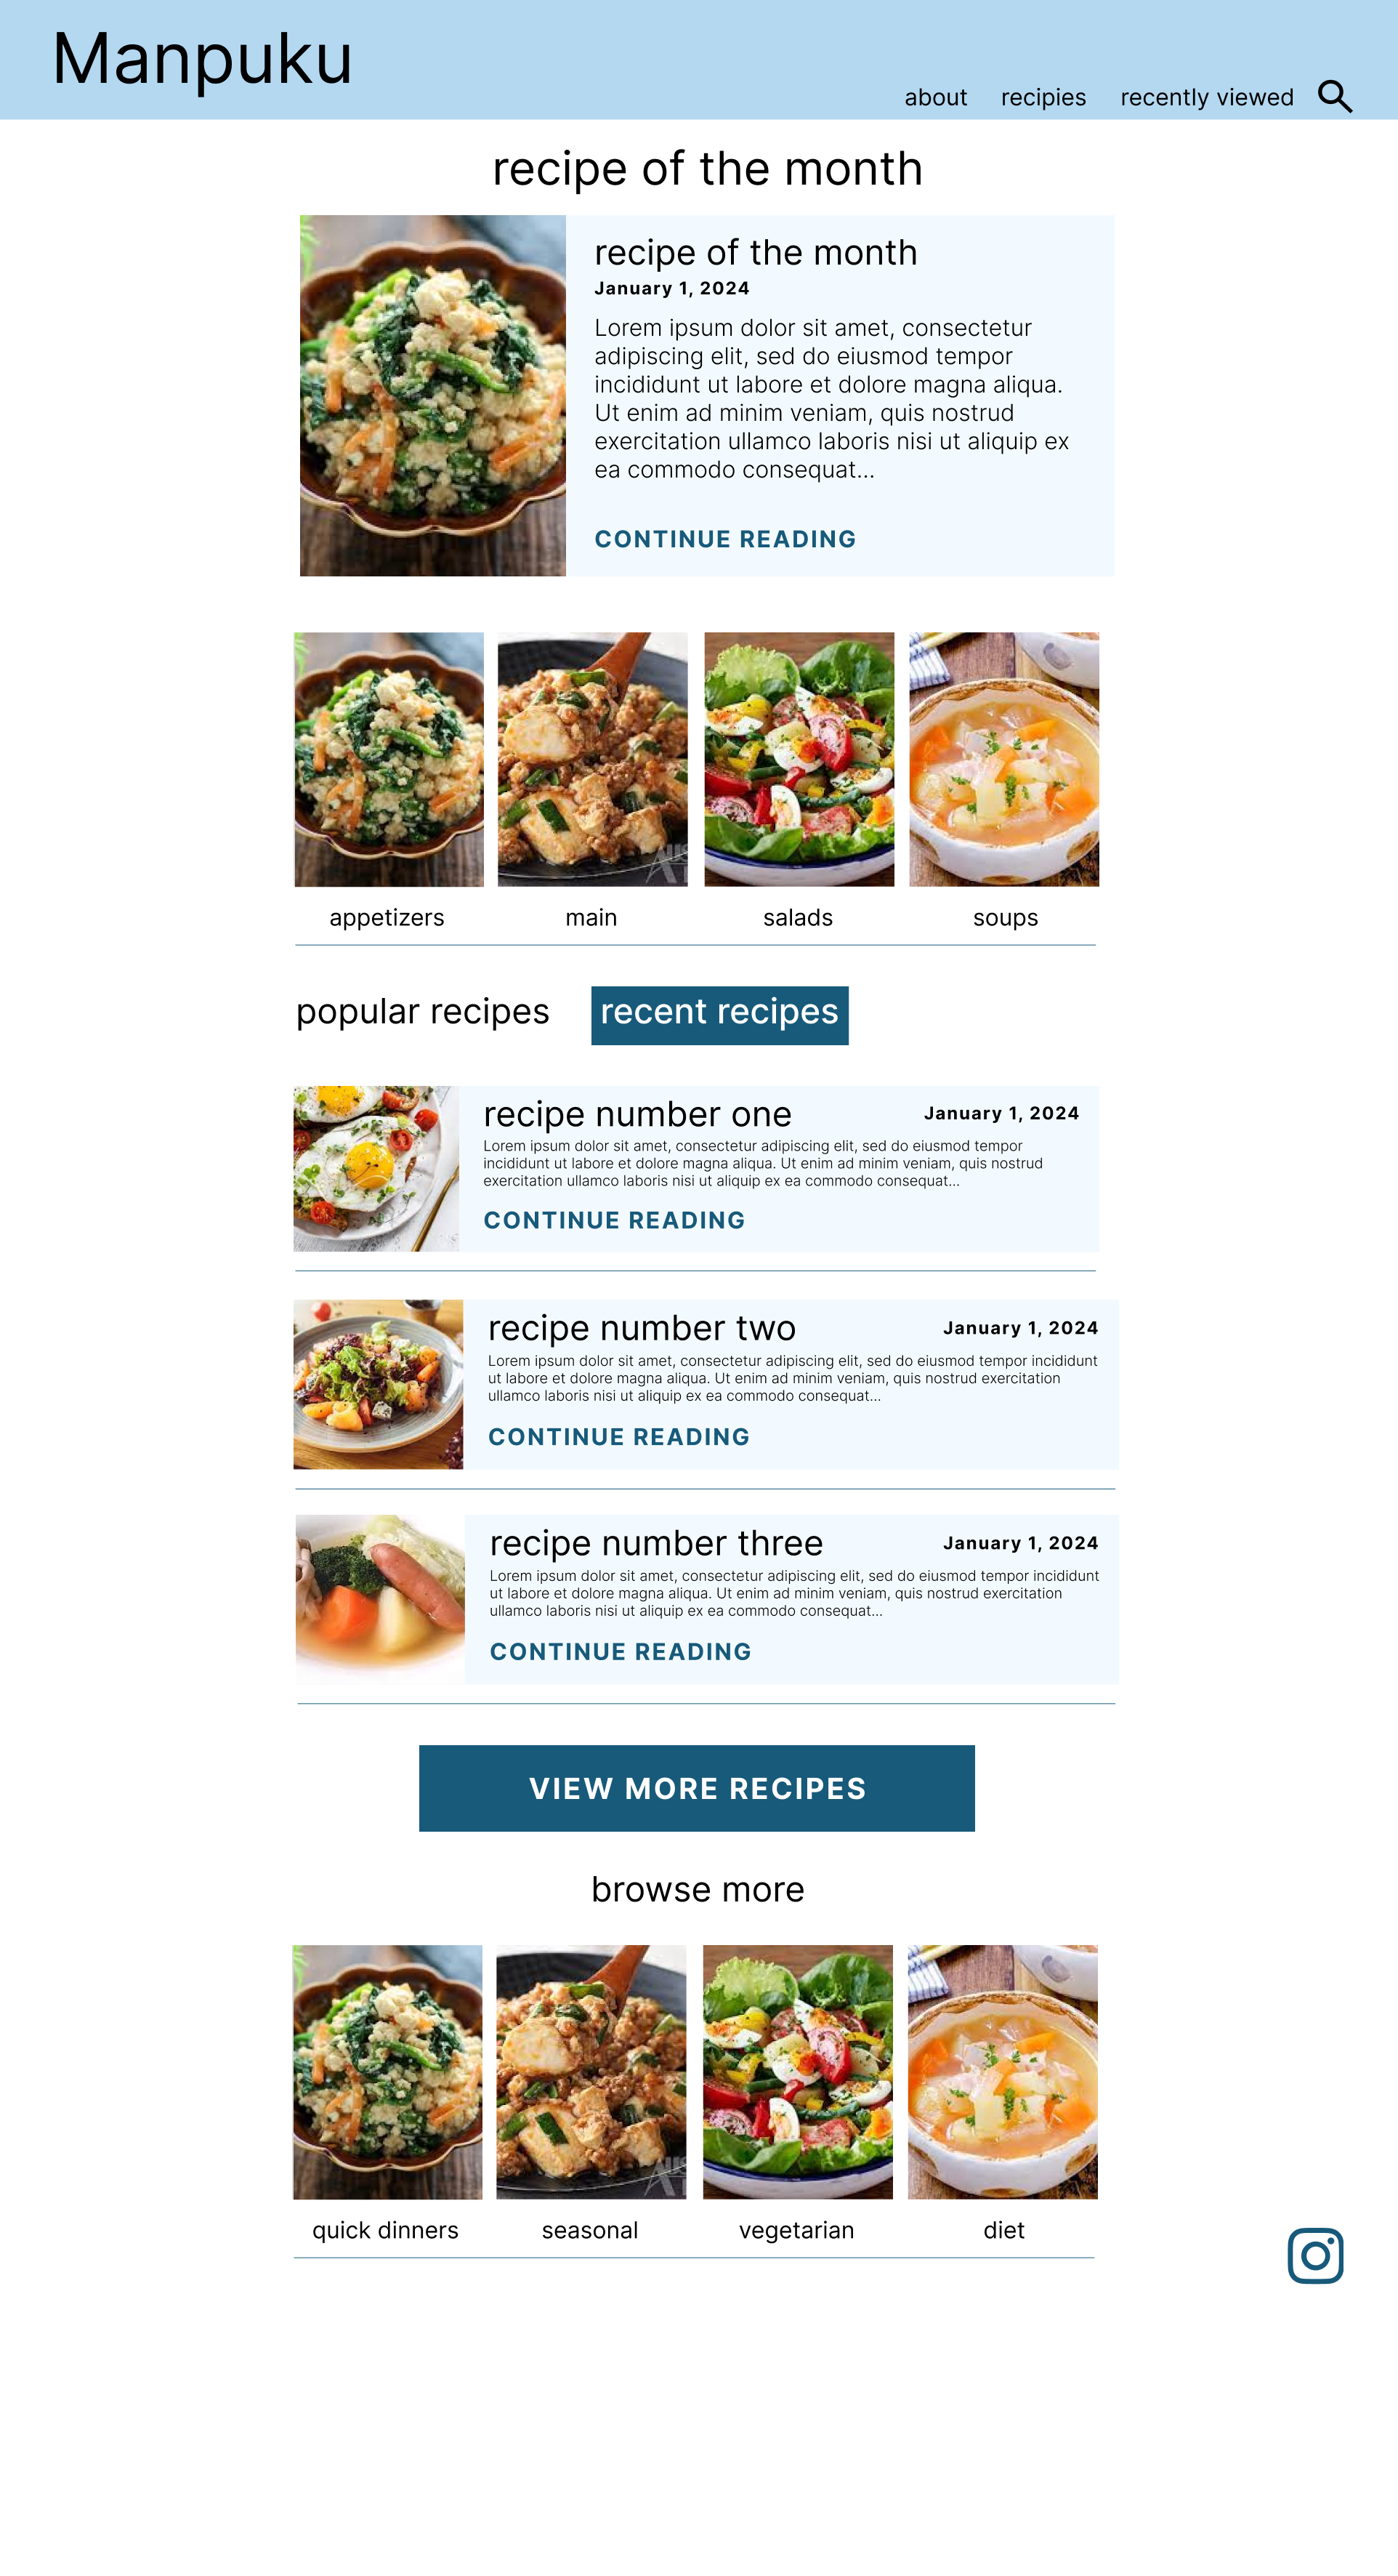 Manpuku
about recipies recently viewed
recipe of the month
recipe of the month
January 1, 2024
Lorem ipsum dolor sit amet, consectetur
adipiscing elit, sed do eiusmod tempor
incididunt ut labore et dolore magna aliqua.
Ut enim ad minim veniam, quis nostrud
exercitation ullamco laboris nisi ut aliquip ex
ea commodo consequat...
CONTINUE READING
appetizers main salads soups
popular recipes recent recipes
recipe number one January 1, 2024
Lorem ipsum dolor sit amet, consectetur adipiscing elit, sed do eiusmod tempor
incididunt ut labore et dolore magna aliqua. Ut enim ad minim veniam, quis nostrud
exercitation ullamco laboris nisi ut aliquip ex ea commodo consequat...
CONTINUE READING
recipe number two January 1, 2024
Lorem ipsum dolor sit amet, consectetur adipiscing elit, sed do eiusmod tempor incididunt
ut labore et dolore magna aliqua. Ut enim ad minim veniam, quis nostrud exercitation
ullamco laboris nisi ut aliquip ex ea commodo consequat...
CONTINUE READING
recipe number three January 1, 2024
Lorem ipsum dolor sit amet, consectetur adipiscing elit, sed do eiusmod tempor incididunt
ut labore et dolore magna aliqua. Ut enim ad minim veniam, quis nostrud exercitation
ullamco laboris nisi ut aliquip ex ea commodo consequat...
CONTINUE READING
VIEW MORE RECIPES
browse more
quick dinners seasonal vegetarian diet